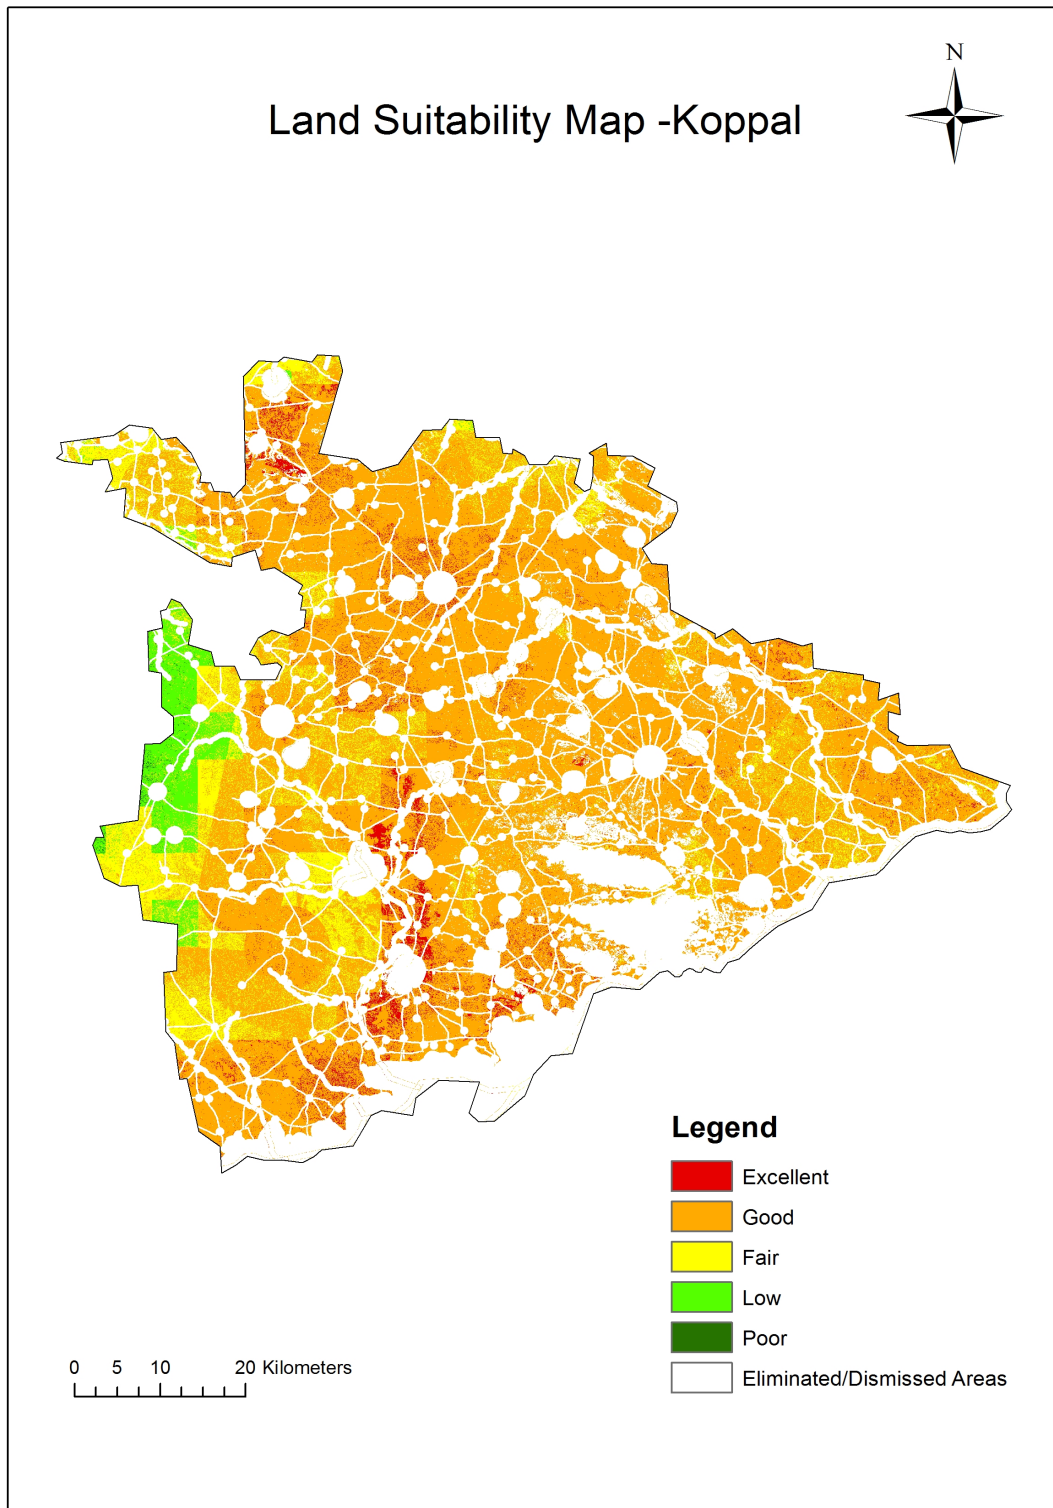 N
Land Suitability Map -Koppal
Legend
Excellent
Good
Fair
Low
Poor
Eliminated/Dismissed Areas
0 5 10 20 Kilometers